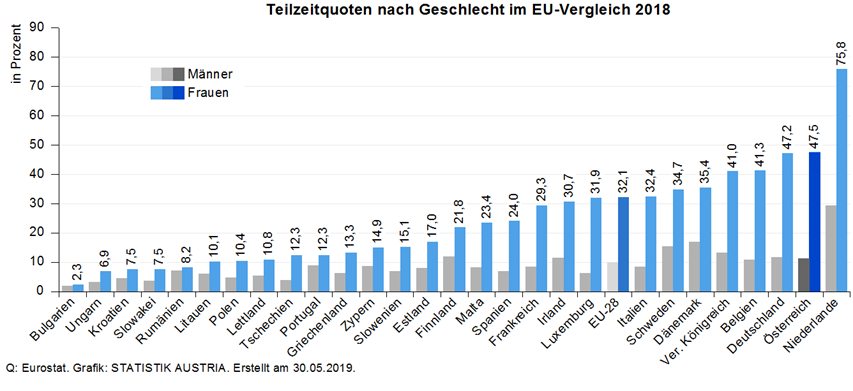 Teilzeitquoten nach Geschlecht im EU-Vergleich 2018
in Prozent
90
80
70
60
50
40
30
20
10
0
Männer
Frauen
2,3
6,9
7,5
7,5
8,2
10,1
10,4
10,8
12,3
12,3
13,3
14,9
15,1
17,0
21,8
23,4
24,0
29,3
30,7
31,9
32,1
32,4
34,7
35,4
41,0
41,3
47,2
47,5
75,8
Bulgarien
Ungarn
Kroatien
Slowakei
Rumänien
Litauen
Polen
Lettland
Tschechien
Portugal
Griechenland
Zypern
Slowenien
Estland
Finnland
Malta
Spanien
Frankreich
Irland
Luxemburg
EU-28
Italien
Schweden
Dänemark
Ver. Königreich
Belgien
Deutschland
Österreich
Niederlande
Q: Eurostat. Grafik: STATISTIK AUSTRIA. Erstellt am 30.05.2019.